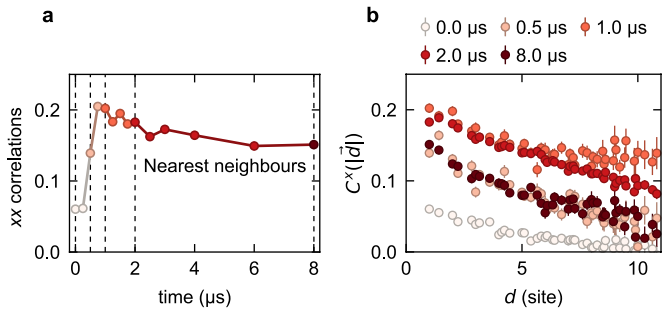 a
xx correlations
0.2
0.1
0.0
Nearest neighbours
0
2
4
6
8
time (μs)
b
0.0 μs
0.5 μs
1.0 μs
2.0 μs
8.0 μs
Cˣ(|d⃗|)
0.2
0.1
0.0
0
5
10
d (site)